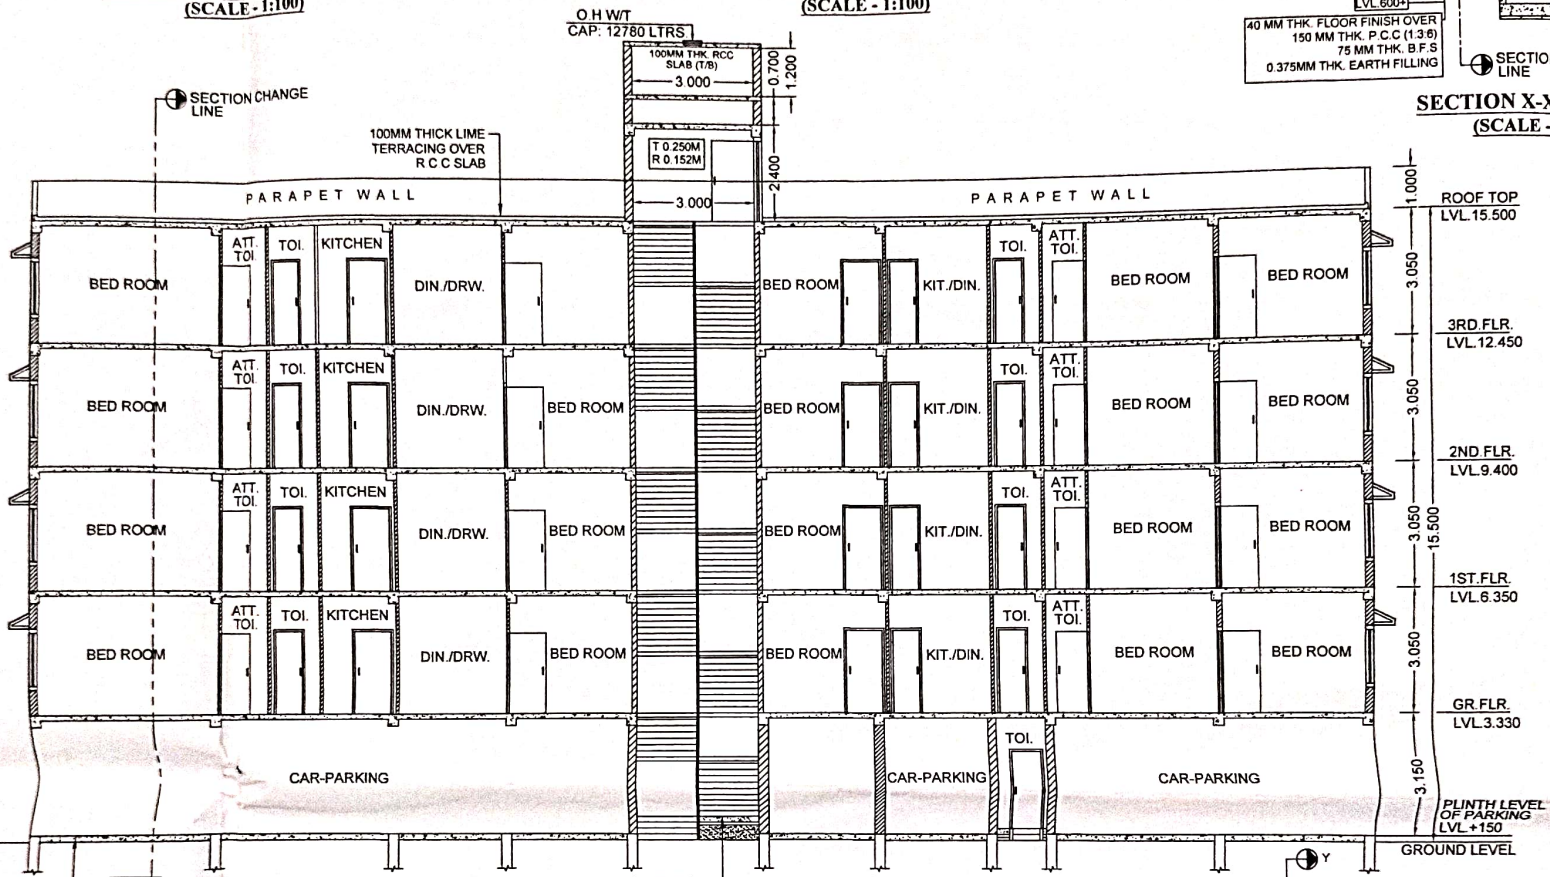 (SCALE - 1:100)
(SCALE - 1:100)
O.H W/T
CAP: 12780 LTRS.
100MM THK. RCC
SLAB (T/B)
3.000
0.700
1.200
LVL.600+
40 MM THK. FLOOR FINISH OVER
150 MM THK. P.C.C (1:3:6)
75 MM THK. B.F.S
0.375MM THK. EARTH FILLING
LINE
SECTION X-X
(SCALE -
SECTION CHANGE
LINE
100MM THICK LIME
TERRACING OVER
R C C SLAB
T 0.250M
R 0.152M
2.400
3.000
PARAPET WALL
PARAPET WALL
1.000
ROOF TOP
LVL.15.500
BED ROOM
ATT.
TOI.
TOI.
KITCHEN
DIN./DRW.
BED ROOM
KIT./DIN.
TOI.
ATT.
TOI.
BED ROOM
BED ROOM
3.050
3RD.FLR.
LVL.12.450
BED ROOM
ATT.
TOI.
TOI.
KITCHEN
DIN./DRW.
BED ROOM
BED ROOM
KIT./DIN.
TOI.
ATT.
TOI.
BED ROOM
BED ROOM
3.050
2ND.FLR.
LVL.9.400
BED ROOM
ATT.
TOI.
TOI.
KITCHEN
DIN./DRW.
BED ROOM
BED ROOM
KIT./DIN.
TOI.
ATT.
TOI.
BED ROOM
BED ROOM
3.050
15.500
1ST.FLR.
LVL.6.350
BED ROOM
ATT.
TOI.
TOI.
KITCHEN
DIN./DRW.
BED ROOM
BED ROOM
KIT./DIN.
TOI.
ATT.
TOI.
BED ROOM
BED ROOM
3.050
GR.FLR.
LVL.3.330
CAR-PARKING
CAR-PARKING
TOI.
CAR-PARKING
3.150
PLINTH LEVEL
OF PARKING
LVL.+150
GROUND LEVEL
Y